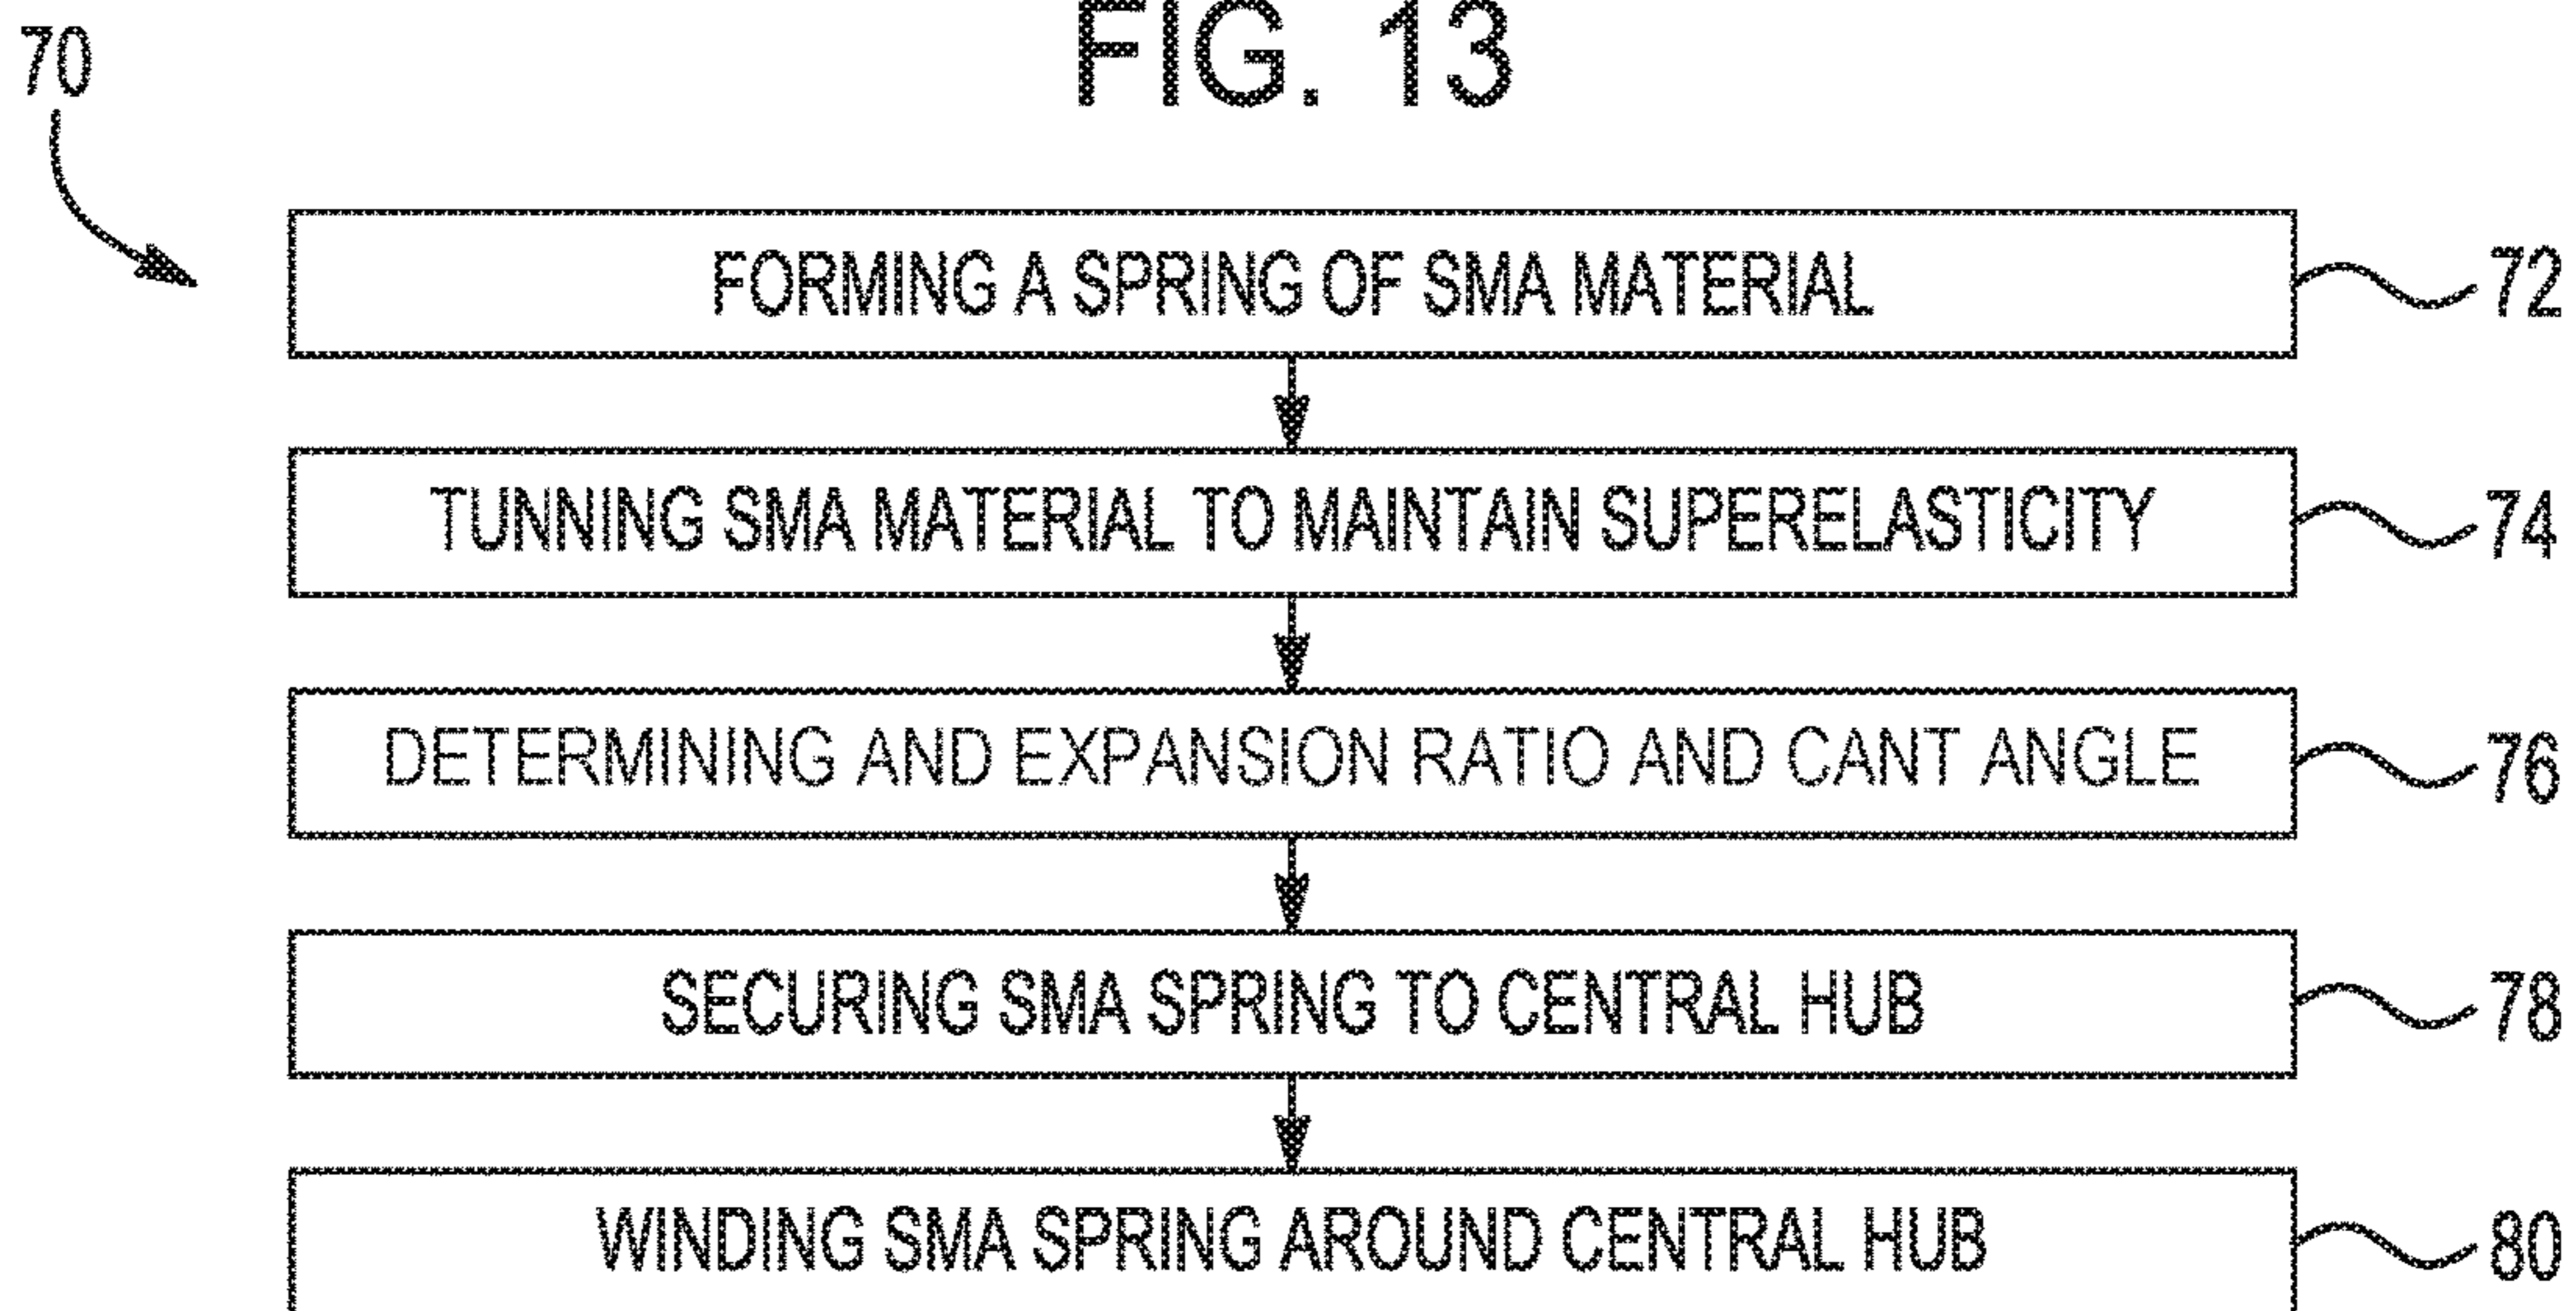 FIG. 13
70
FORMING A SPRING OF SMA MATERIAL 72
TUNNING SMA MATERIAL TO MAINTAIN SUPERELASTICITY 74
DETERMINING AND EXPANSION RATIO AND CANT ANGLE 76
SECURING SMA SPRING TO CENTRAL HUB 78
WINDING SMA SPRING AROUND CENTRAL HUB 80